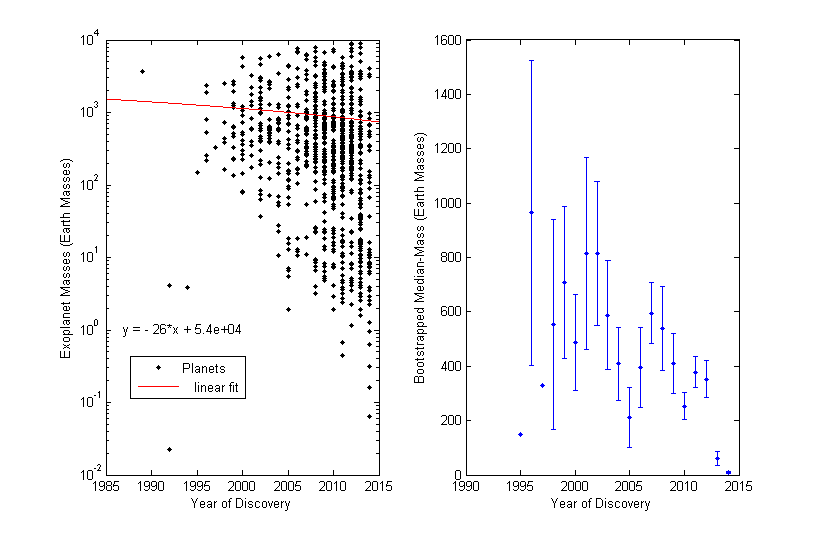 10^4
10^3
10^2
10^1
10^0
10^-1
10^-2
Exoplanet Masses (Earth Masses)
y = - 26*x + 5.4e+04
Planets
linear fit
1985 1990 1995 2000 2005 2010 2015
Year of Discovery
1600
1400
1200
1000
800
600
400
200
0
Bootstrapped Median-Mass (Earth Masses)
1990 1995 2000 2005 2010 2015
Year of Discovery